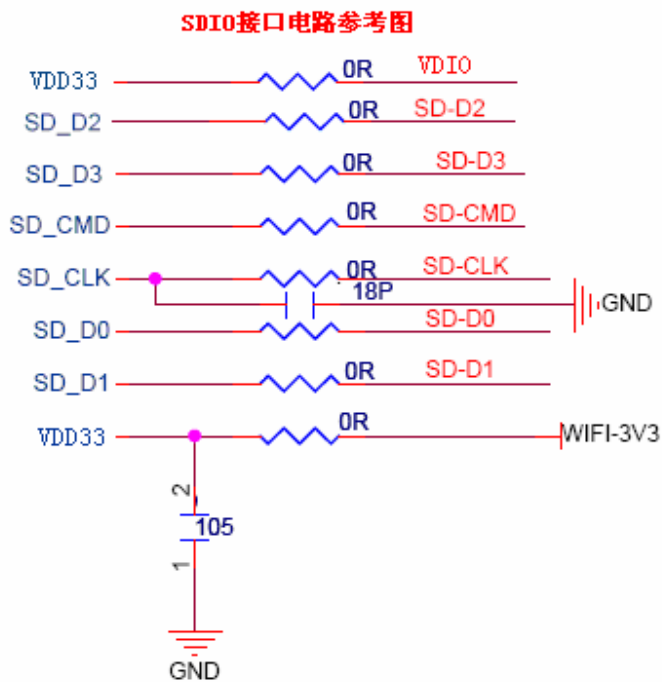 SDIO接口电路参考图
VDD33 0R VDIO
SD_D2 0R SD-D2
SD_D3 0R SD-D3
SD_CMD 0R SD-CMD
SD_CLK 0R SD-CLK
18P GND
SD_D0 SD-D0
SD_D1 0R SD-D1
VDD33 0R WIFI-3V3
2
105
1
GND